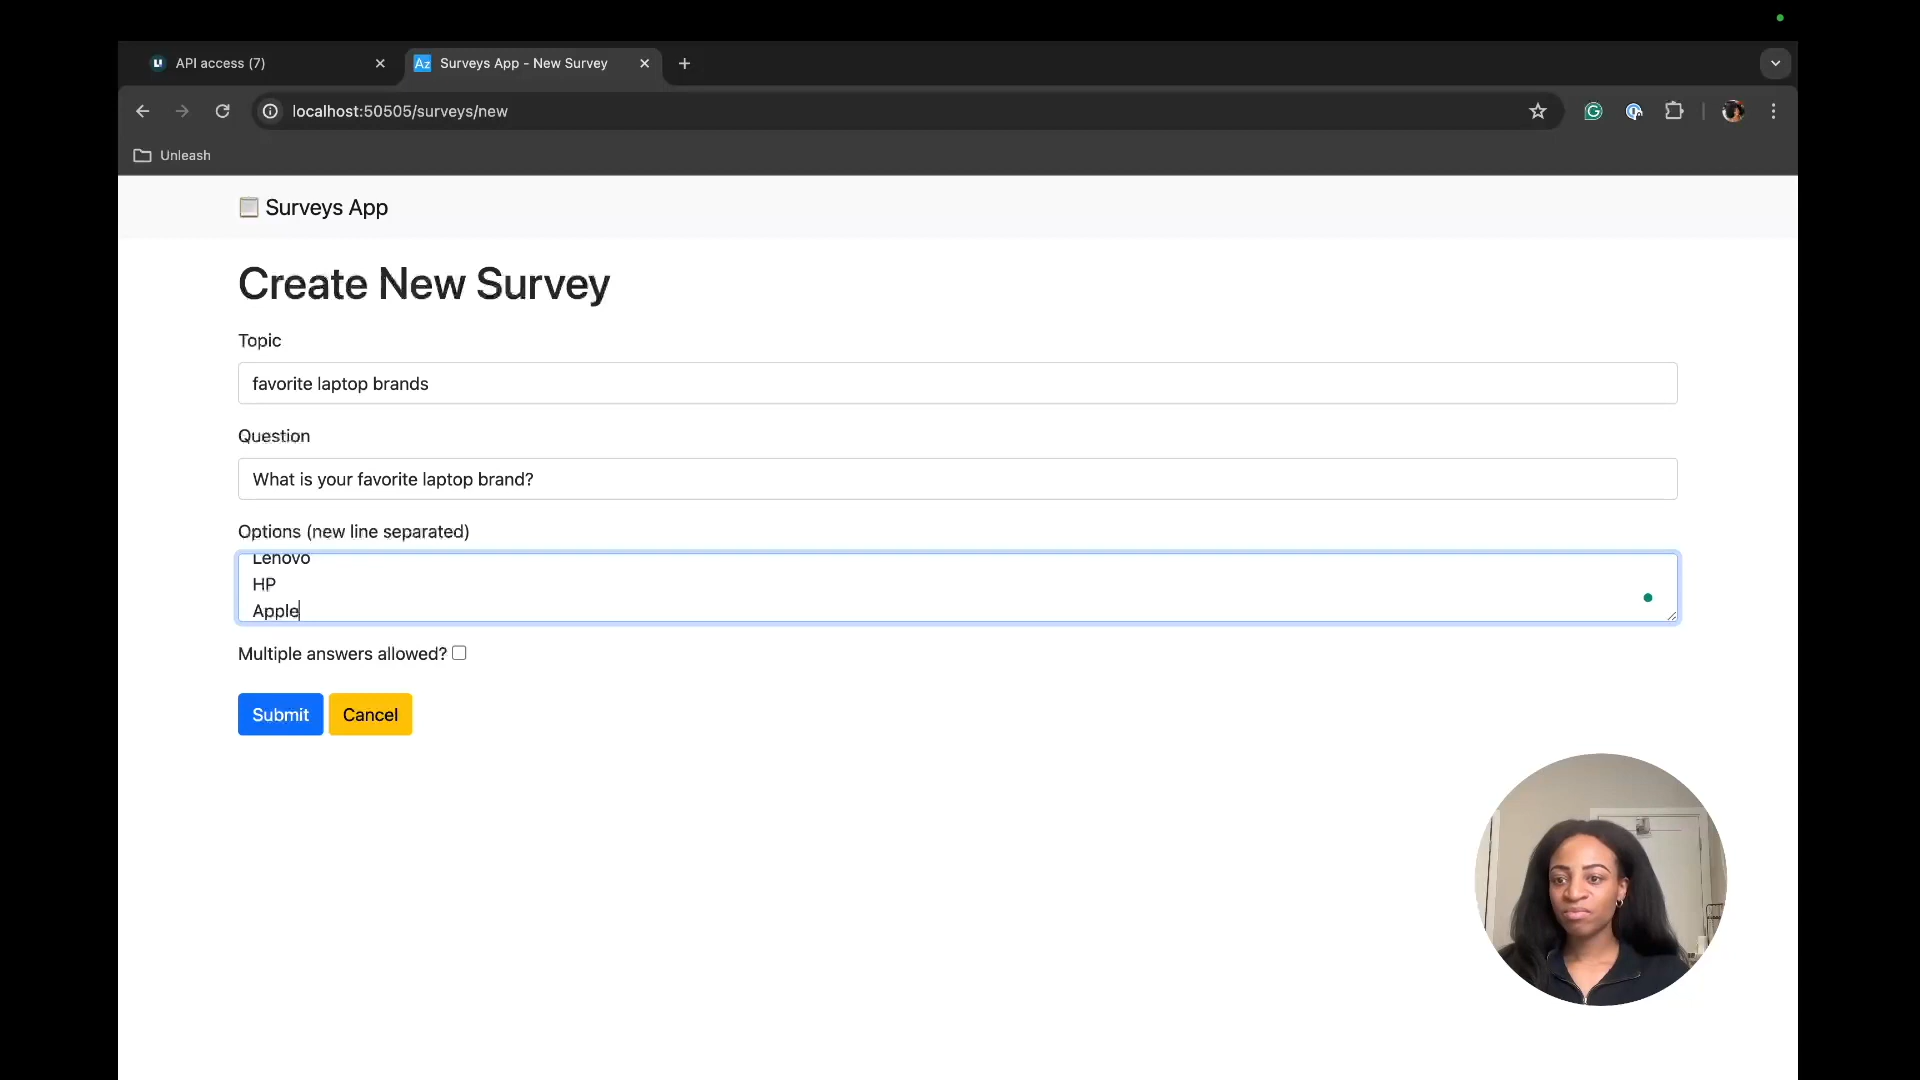 API access (7)
Surveys App - New Survey
localhost:50505/surveys/new
Unleash
Surveys App
Create New Survey
Topic
favorite laptop brands
Question
What is your favorite laptop brand?
Options (new line separated)
Lenovo
HP
Apple
Multiple answers allowed?
Submit
Cancel